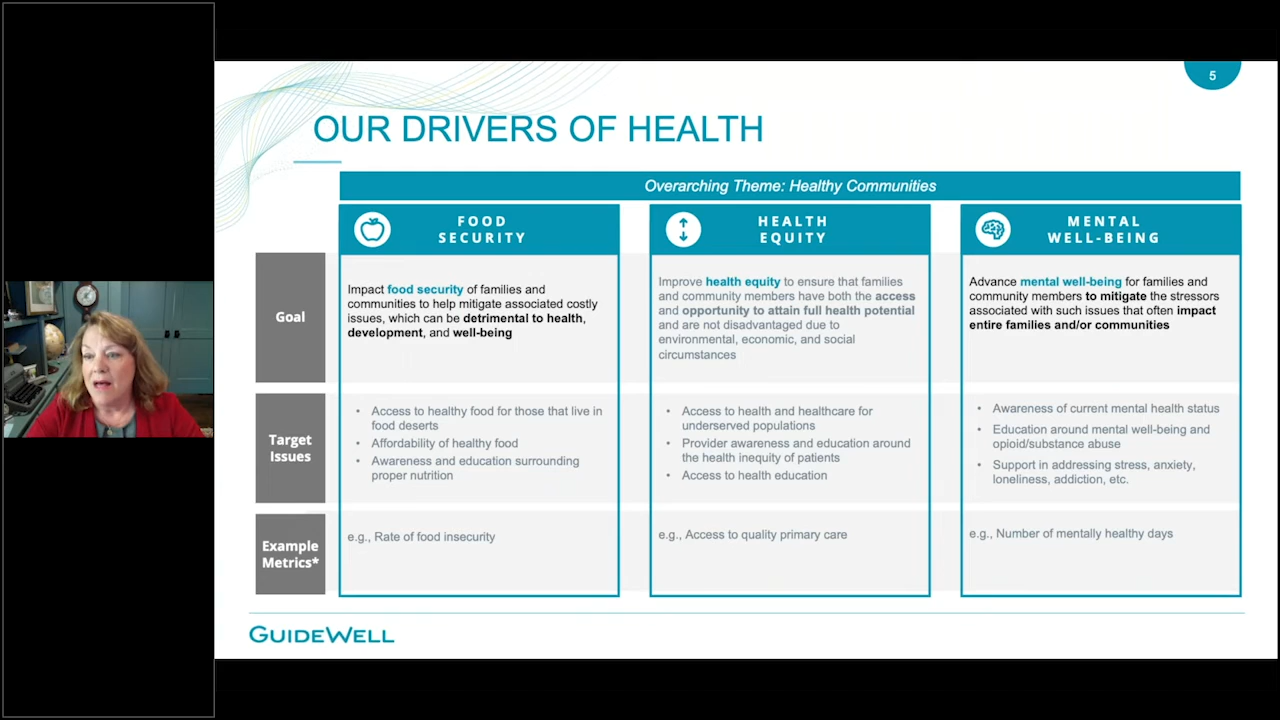 5
OUR DRIVERS OF HEALTH
Overarching Theme: Healthy Communities
FOOD
SECURITY
HEALTH
EQUITY
MENTAL
WELL-BEING
Goal
Impact food security of families and
communities to help mitigate associated costly
issues, which can be detrimental to health,
development, and well-being
Improve health equity to ensure that families
and community members have both the access
and opportunity to attain full health potential
and are not disadvantaged due to
environmental, economic, and social
circumstances
Advance mental well-being for families and
community members to mitigate the stressors
associated with such issues that often impact
entire families and/or communities
Target
Issues
• Access to healthy food for those that live in
food deserts
• Affordability of healthy food
• Awareness and education surrounding
proper nutrition
• Access to health and healthcare for
underserved populations
• Provider awareness and education around
the health inequity of patients
• Access to health education
• Awareness of current mental health status
• Education around mental well-being and
opioid/substance abuse
• Support in addressing stress, anxiety,
loneliness, addiction, etc.
Example
Metrics*
e.g., Rate of food insecurity
e.g., Access to quality primary care
e.g., Number of mentally healthy days
GUIDEWELL